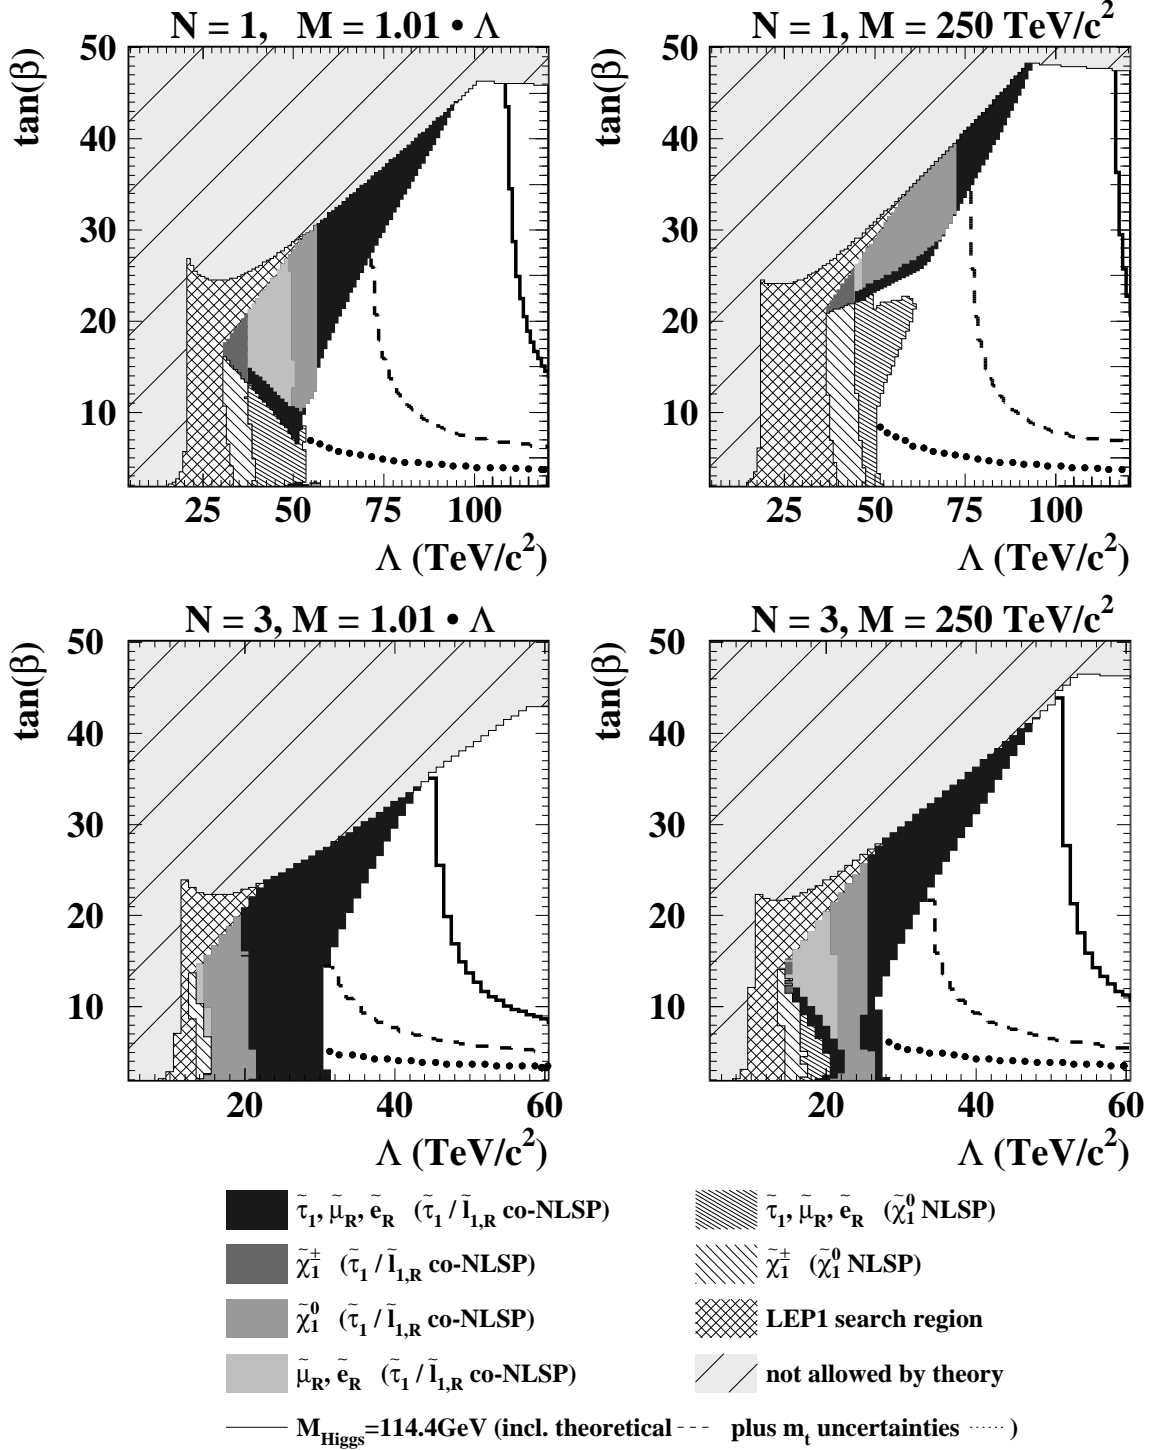 N = 1, M = 1.01 • Λ
N = 1, M = 250 TeV/c²
tan(β)
50
40
30
20
10
25 50 75 100
Λ (TeV/c²)
tan(β)
50
40
30
20
10
25 50 75 100
Λ (TeV/c²)
N = 3, M = 1.01 • Λ
N = 3, M = 250 TeV/c²
tan(β)
50
40
30
20
10
20 40 60
Λ (TeV/c²)
tan(β)
50
40
30
20
10
20 40 60
Λ (TeV/c²)
τ̃₁, μ̃_R, ẽ_R (τ̃₁ / l̃₁,R co-NLSP)
χ̃₁± (τ̃₁ / l̃₁,R co-NLSP)
χ̃₁⁰ (τ̃₁ / l̃₁,R co-NLSP)
μ̃_R, ẽ_R (τ̃₁ / l̃₁,R co-NLSP)
τ̃₁, μ̃_R, ẽ_R (χ̃₁⁰ NLSP)
χ̃₁± (χ̃₁⁰ NLSP)
LEP1 search region
not allowed by theory
M_Higgs=114.4GeV (incl. theoretical - - - plus m_t uncertainties ······ )